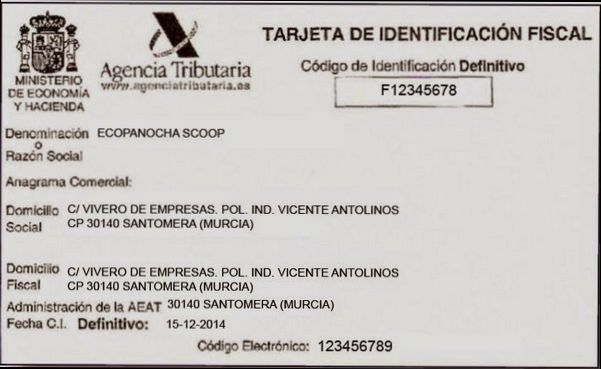 MINISTERIO
DE ECONOMÍA
Y HACIENDA
Agencia Tributaria
www.agenciatributaria.es
TARJETA DE IDENTIFICACIÓN FISCAL
Código de Identificación Definitivo
F12345678
Denominación ECOPANOCHA SCOOP
o
Razón Social
Anagrama Comercial:
Domicilio C/ VIVERO DE EMPRESAS. POL. IND. VICENTE ANTOLINOS
Social CP 30140 SANTOMERA (MURCIA)
Domicilio C/ VIVERO DE EMPRESAS. POL. IND. VICENTE ANTOLINOS
Fiscal CP 30140 SANTOMERA (MURCIA)
Administración de la AEAT 30140 SANTOMERA (MURCIA)
Fecha C.I. Definitivo: 15-12-2014
Código Electrónico: 123456789